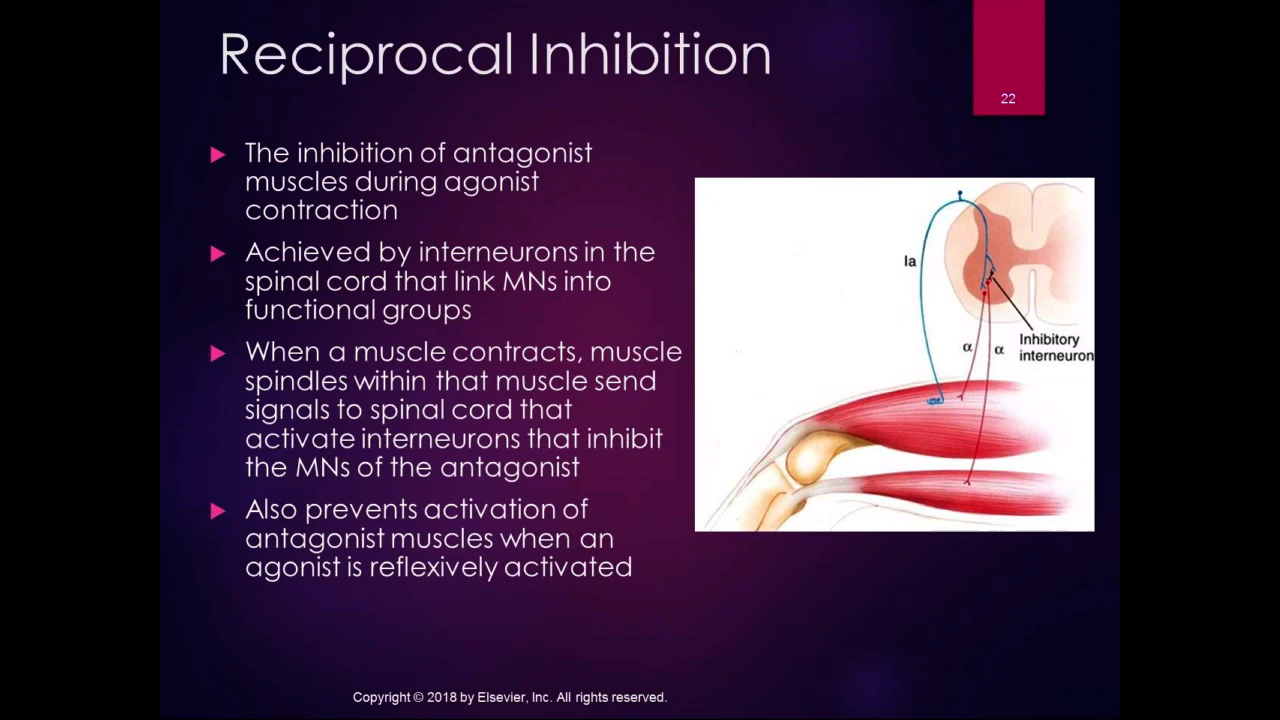 Reciprocal Inhibition
22
The inhibition of antagonist
muscles during agonist
contraction
Achieved by interneurons in the
spinal cord that link MNs into
functional groups
When a muscle contracts, muscle
spindles within that muscle send
signals to spinal cord that
activate interneurons that inhibit
the MNs of the antagonist
Also prevents activation of
antagonist muscles when an
agonist is reflexively activated
Ia
α
α
Inhibitory
interneuron
Copyright © 2018 by Elsevier, Inc. All rights reserved.